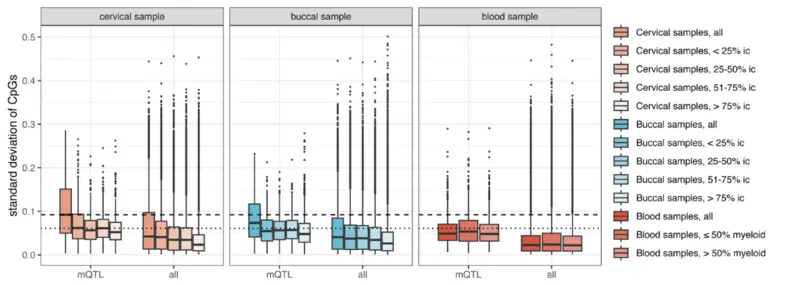 cervical sample
buccal sample
blood sample
standard deviation of CpGs
0.5
0.4
0.3
0.2
0.1
0.0
mQTL
all
mQTL
all
mQTL
all
Cervical samples, all
Cervical samples, < 25% ic
Cervical samples, 25-50% ic
Cervical samples, 51-75% ic
Cervical samples, > 75% ic
Buccal samples, all
Buccal samples, < 25% ic
Buccal samples, 25-50% ic
Buccal samples, 51-75% ic
Buccal samples, > 75% ic
Blood samples, all
Blood samples, ≤ 50% myeloid
Blood samples, > 50% myeloid